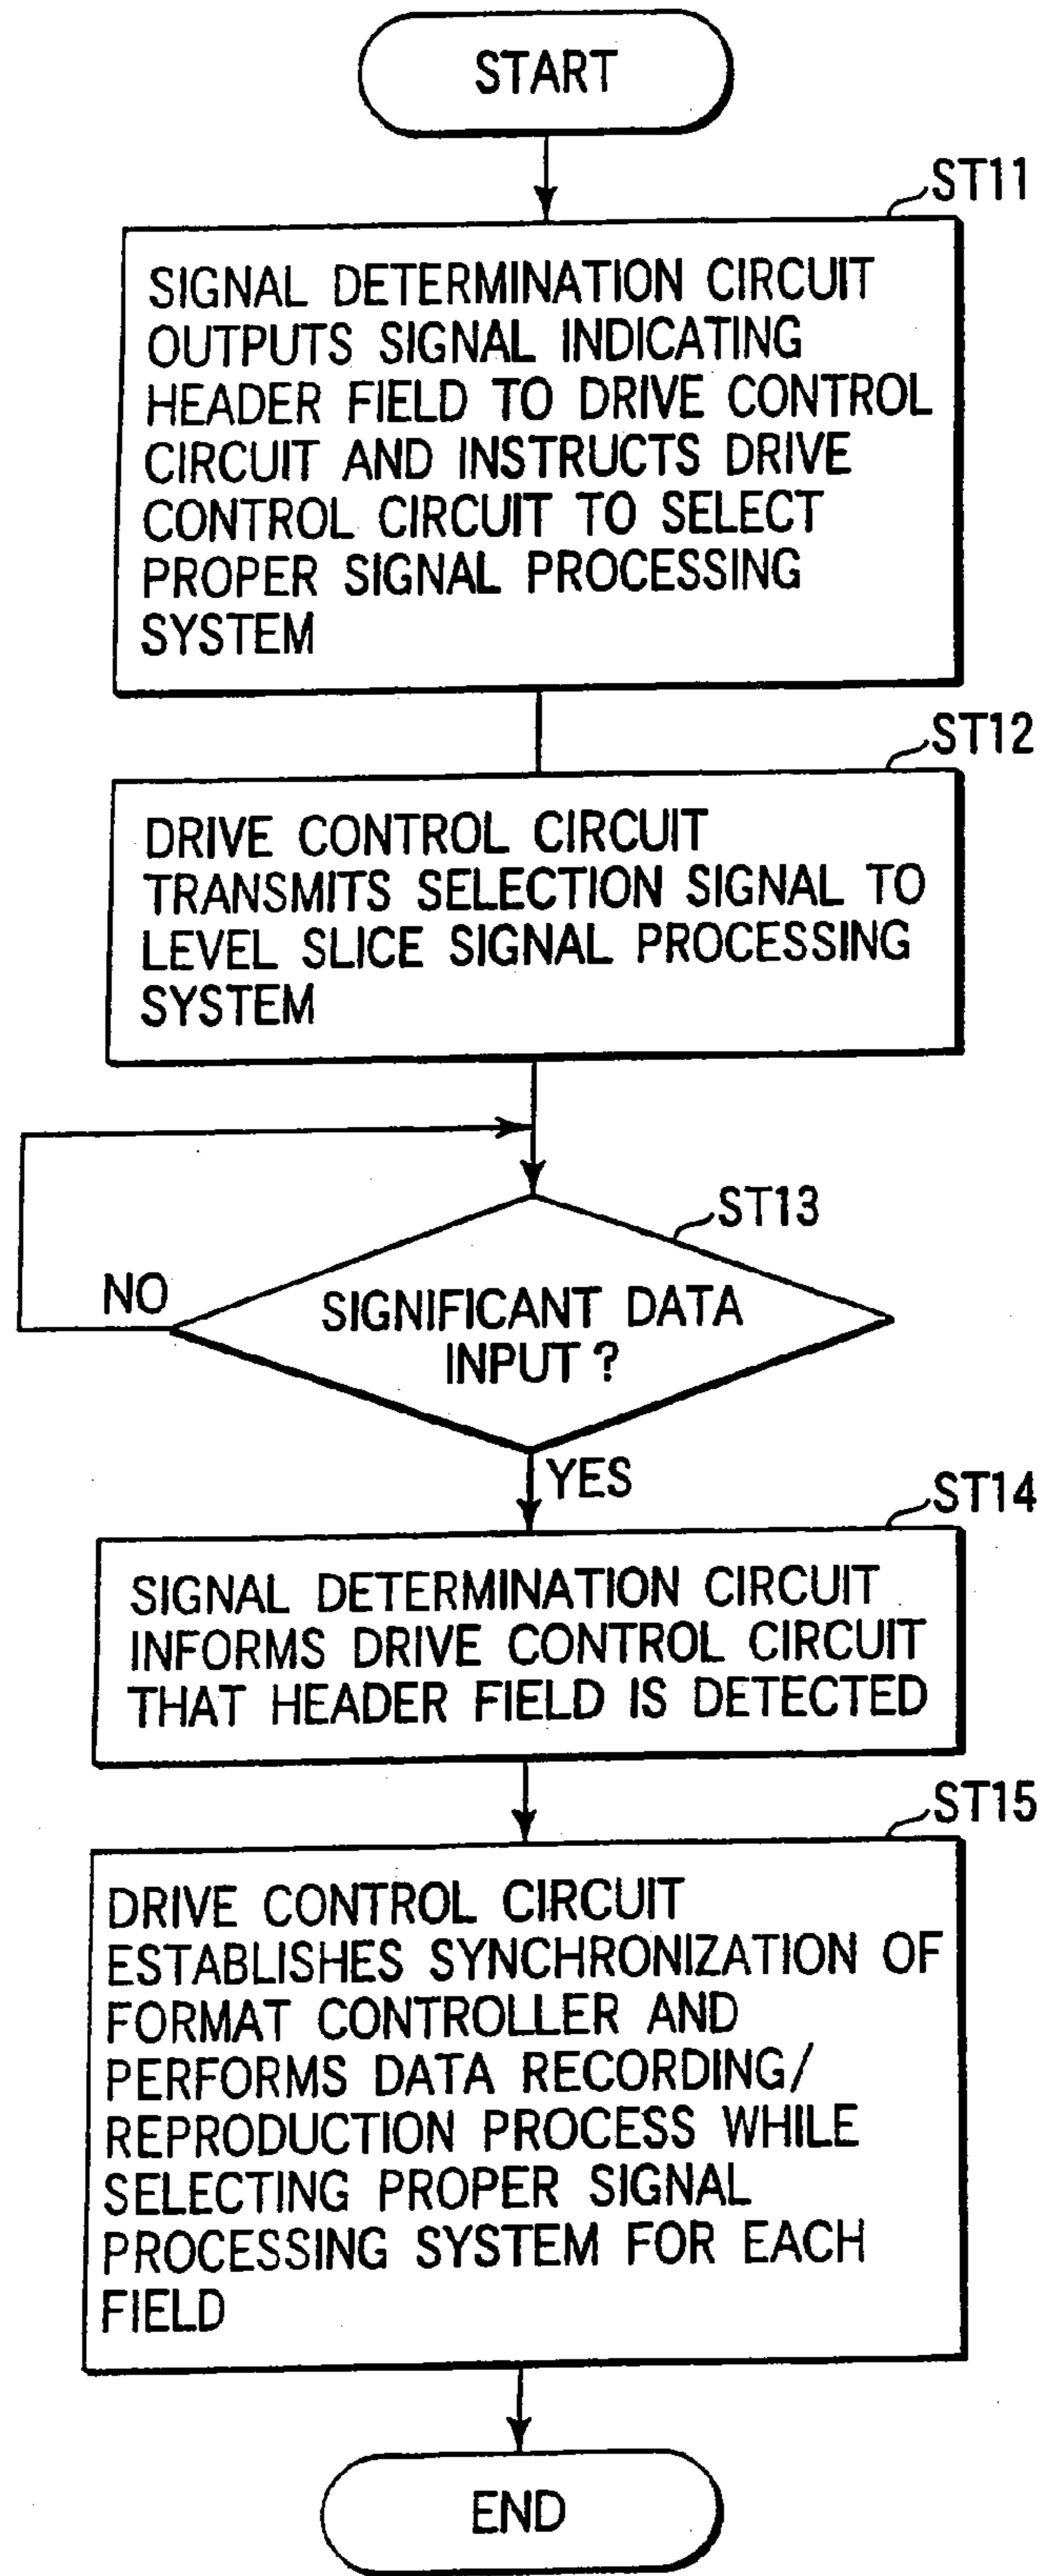 START
ST11
SIGNAL DETERMINATION CIRCUIT
OUTPUTS SIGNAL INDICATING
HEADER FIELD TO DRIVE CONTROL
CIRCUIT AND INSTRUCTS DRIVE
CONTROL CIRCUIT TO SELECT
PROPER SIGNAL PROCESSING
SYSTEM
ST12
DRIVE CONTROL CIRCUIT
TRANSMITS SELECTION SIGNAL TO
LEVEL SLICE SIGNAL PROCESSING
SYSTEM
ST13
NO
SIGNIFICANT DATA
INPUT?
YES
ST14
SIGNAL DETERMINATION CIRCUIT
INFORMS DRIVE CONTROL CIRCUIT
THAT HEADER FIELD IS DETECTED
ST15
DRIVE CONTROL CIRCUIT
ESTABLISHES SYNCHRONIZATION OF
FORMAT CONTROLLER AND
PERFORMS DATA RECORDING/
REPRODUCTION PROCESS WHILE
SELECTING PROPER SIGNAL
PROCESSING SYSTEM FOR EACH
FIELD
END